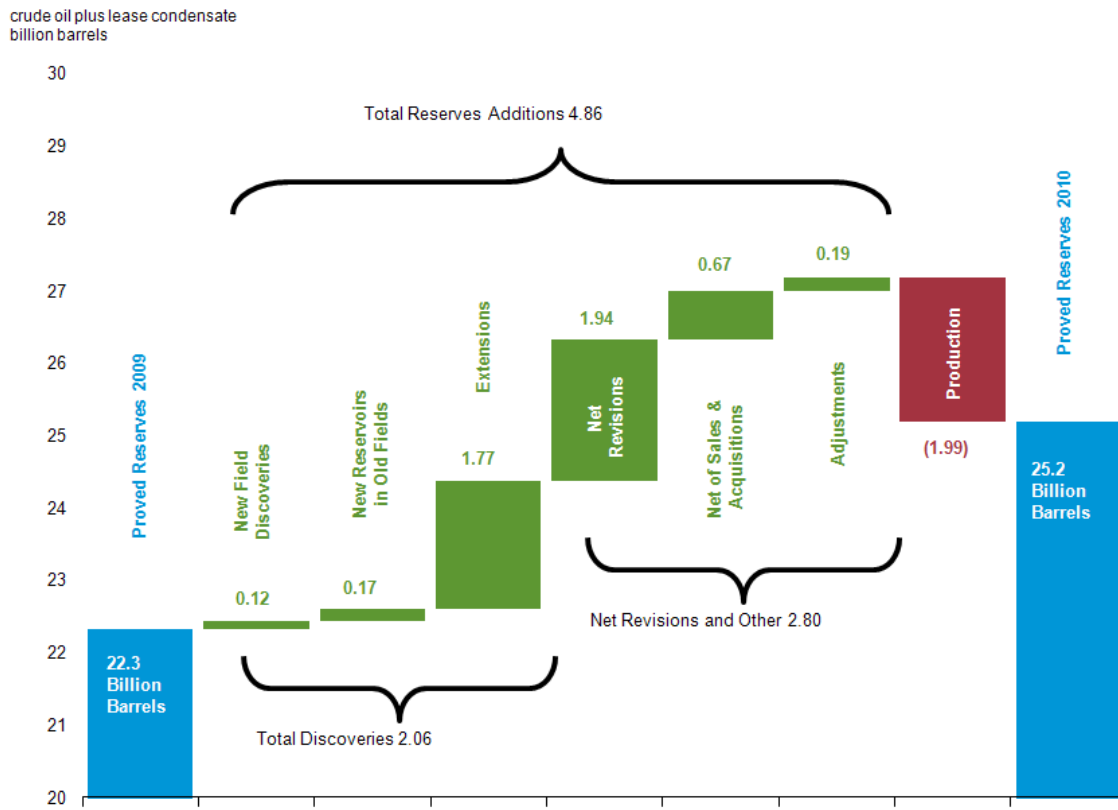 crude oil plus lease condensate
billion barrels
30
29
28
27
26
25
24
23
22
21
20
Total Reserves Additions 4.86
Proved Reserves 2009
22.3
Billion
Barrels
New Field
Discoveries
0.12
New Reservoirs
in Old Fields
0.17
Extensions
1.77
Total Discoveries 2.06
1.94
Net
Revisions
0.67
Net of Sales &
Acquisitions
0.19
Adjustments
Net Revisions and Other 2.80
Production
(1.99)
Proved Reserves 2010
25.2
Billion
Barrels